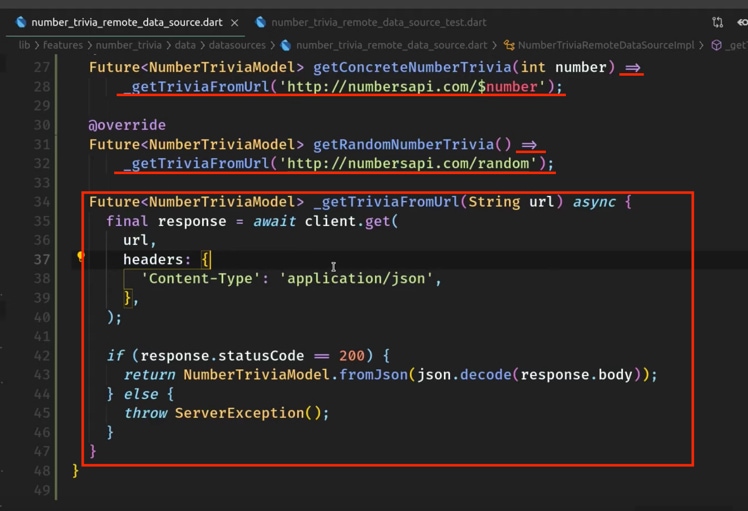 number_trivia_remote_data_source.dart × number_trivia_remote_data_source_test.dart
lib > features > number_trivia > data > datasources > number_trivia_remote_data_source.dart > NumberTriviaRemoteDataSourceImpl > _getT
27 Future<NumberTriviaModel> getConcreteNumberTrivia(int number) =>
28 _getTriviaFromUrl('http://numbersapi.com/$number');
29
30 @override
31 Future<NumberTriviaModel> getRandomNumberTrivia() =>
32 _getTriviaFromUrl('http://numbersapi.com/random');
33
34 Future<NumberTriviaModel> _getTriviaFromUrl(String url) async {
35 final response = await client.get(
36 url,
37 headers: {
38 'Content-Type': 'application/json',
39 },
40 );
41
42 if (response.statusCode == 200) {
43 return NumberTriviaModel.fromJson(json.decode(response.body));
44 } else {
45 throw ServerException();
46 }
47 }
48 }
49